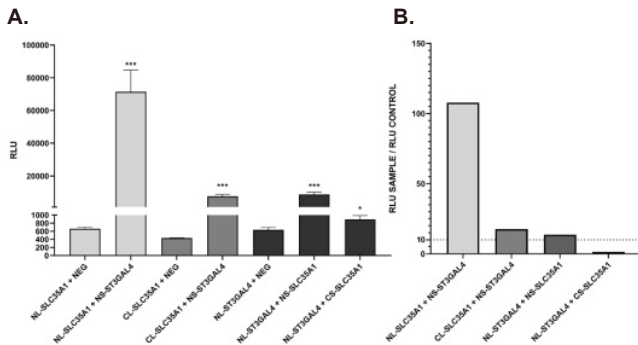 A.
B.
100000
80000
60000
40000
20000
1000
800
600
400
200
0
RLU
***
***
***
*
NL-SLC35A1 + NEG
NL-SLC35A1 + NS-ST3GAL4
CL-SLC35A1 + NEG
CL-SLC35A1 + NS-ST3GAL4
NL-ST3GAL4 + NEG
NL-ST3GAL4 + NS-SLC35A1
NL-ST3GAL4 + CS-SLC35A1
150
100
50
10
0
RLU SAMPLE / RLU CONTROL
NL-SLC35A1 + NS-ST3GAL4
CL-SLC35A1 + NS-ST3GAL4
NL-ST3GAL4 + NS-SLC35A1
NL-ST3GAL4 + CS-SLC35A1